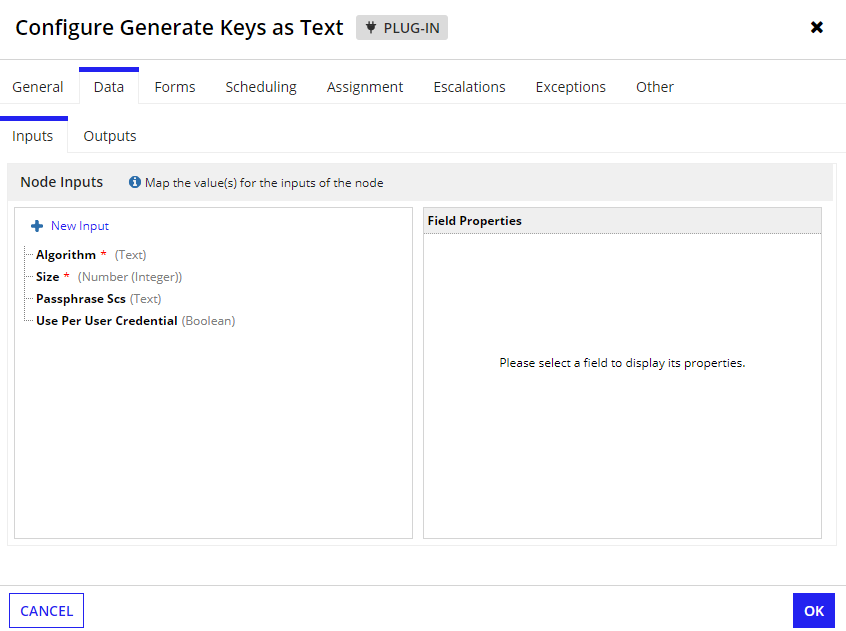 Configure Generate Keys as Text PLUG-IN
General Data Forms Scheduling Assignment Escalations Exceptions Other
Inputs Outputs
Node Inputs Map the value(s) for the inputs of the node
New Input
Algorithm * (Text)
Size * (Number (Integer))
Passphrase Scs (Text)
Use Per User Credential (Boolean)
Field Properties
Please select a field to display its properties.
CANCEL OK